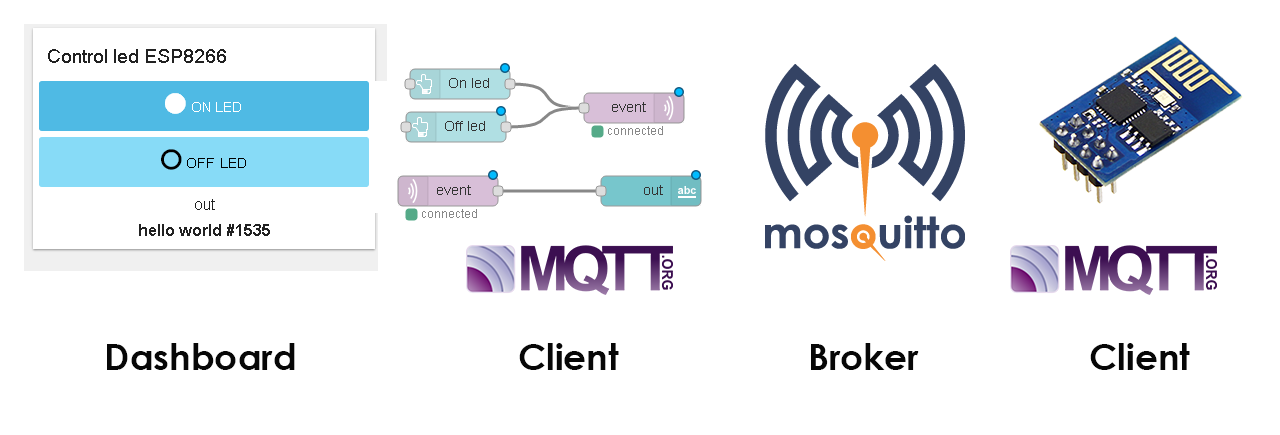 Control led ESP8266
ON LED
OFF LED
out
hello world #1535
On led
Off led
event
connected
event
connected
out
abc
MQTT.ORG
mosquitto
MQTT.ORG
Dashboard
Client
Broker
Client